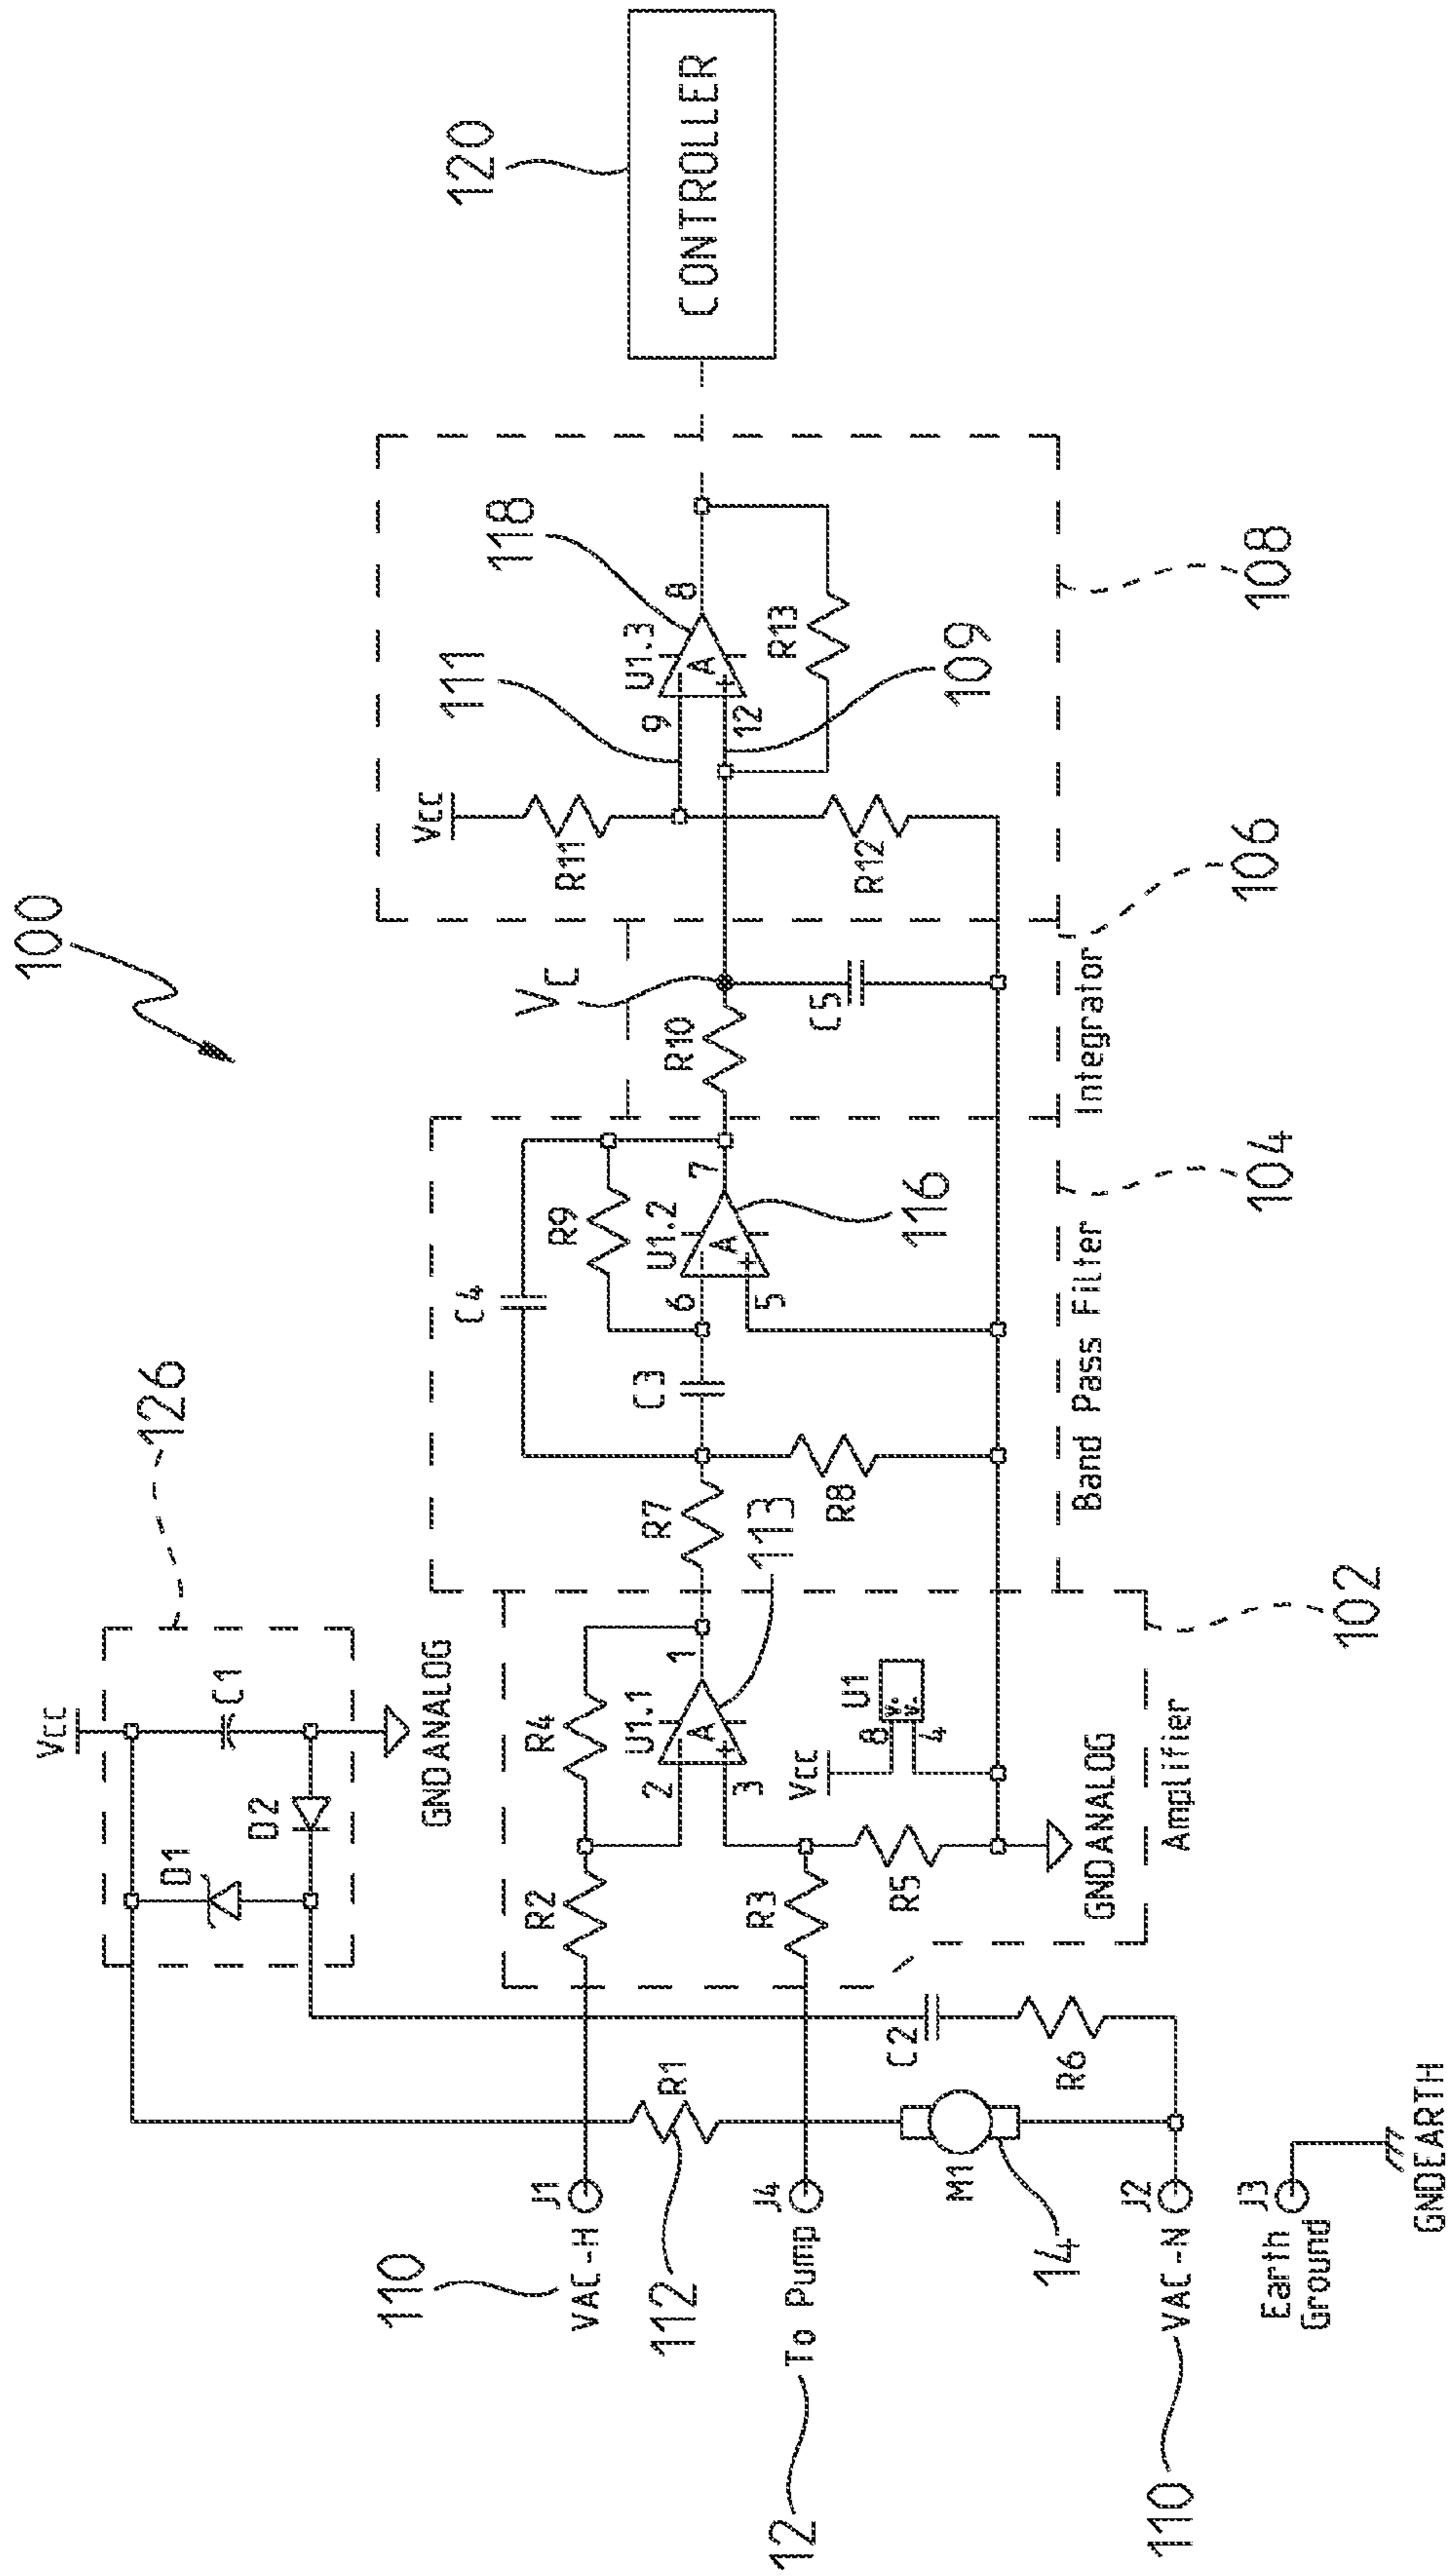 100
126
Vcc
D1
D2
C1
GNDANALOG
110
VAC-H
J1
112
R1
12
To Pump
J4
M1
14
110
VAC-N
J2
Earth
Ground
J3
GNDEARTH
C2
R6
R2
R3
R4
R5
2
3
U1.1
A
+
1
113
Vcc
8
4
U1
V+
V-
GNDANALOG
Amplifier
102
R7
R8
C4
C3
R9
6
5
U1.2
A
+
7
116
Band Pass Filter
104
R10
VC
C5
Integrator
106
Vcc
R11
R12
111
9
12
U1.3
A
+
8
118
R13
109
108
120
CONTROLLER